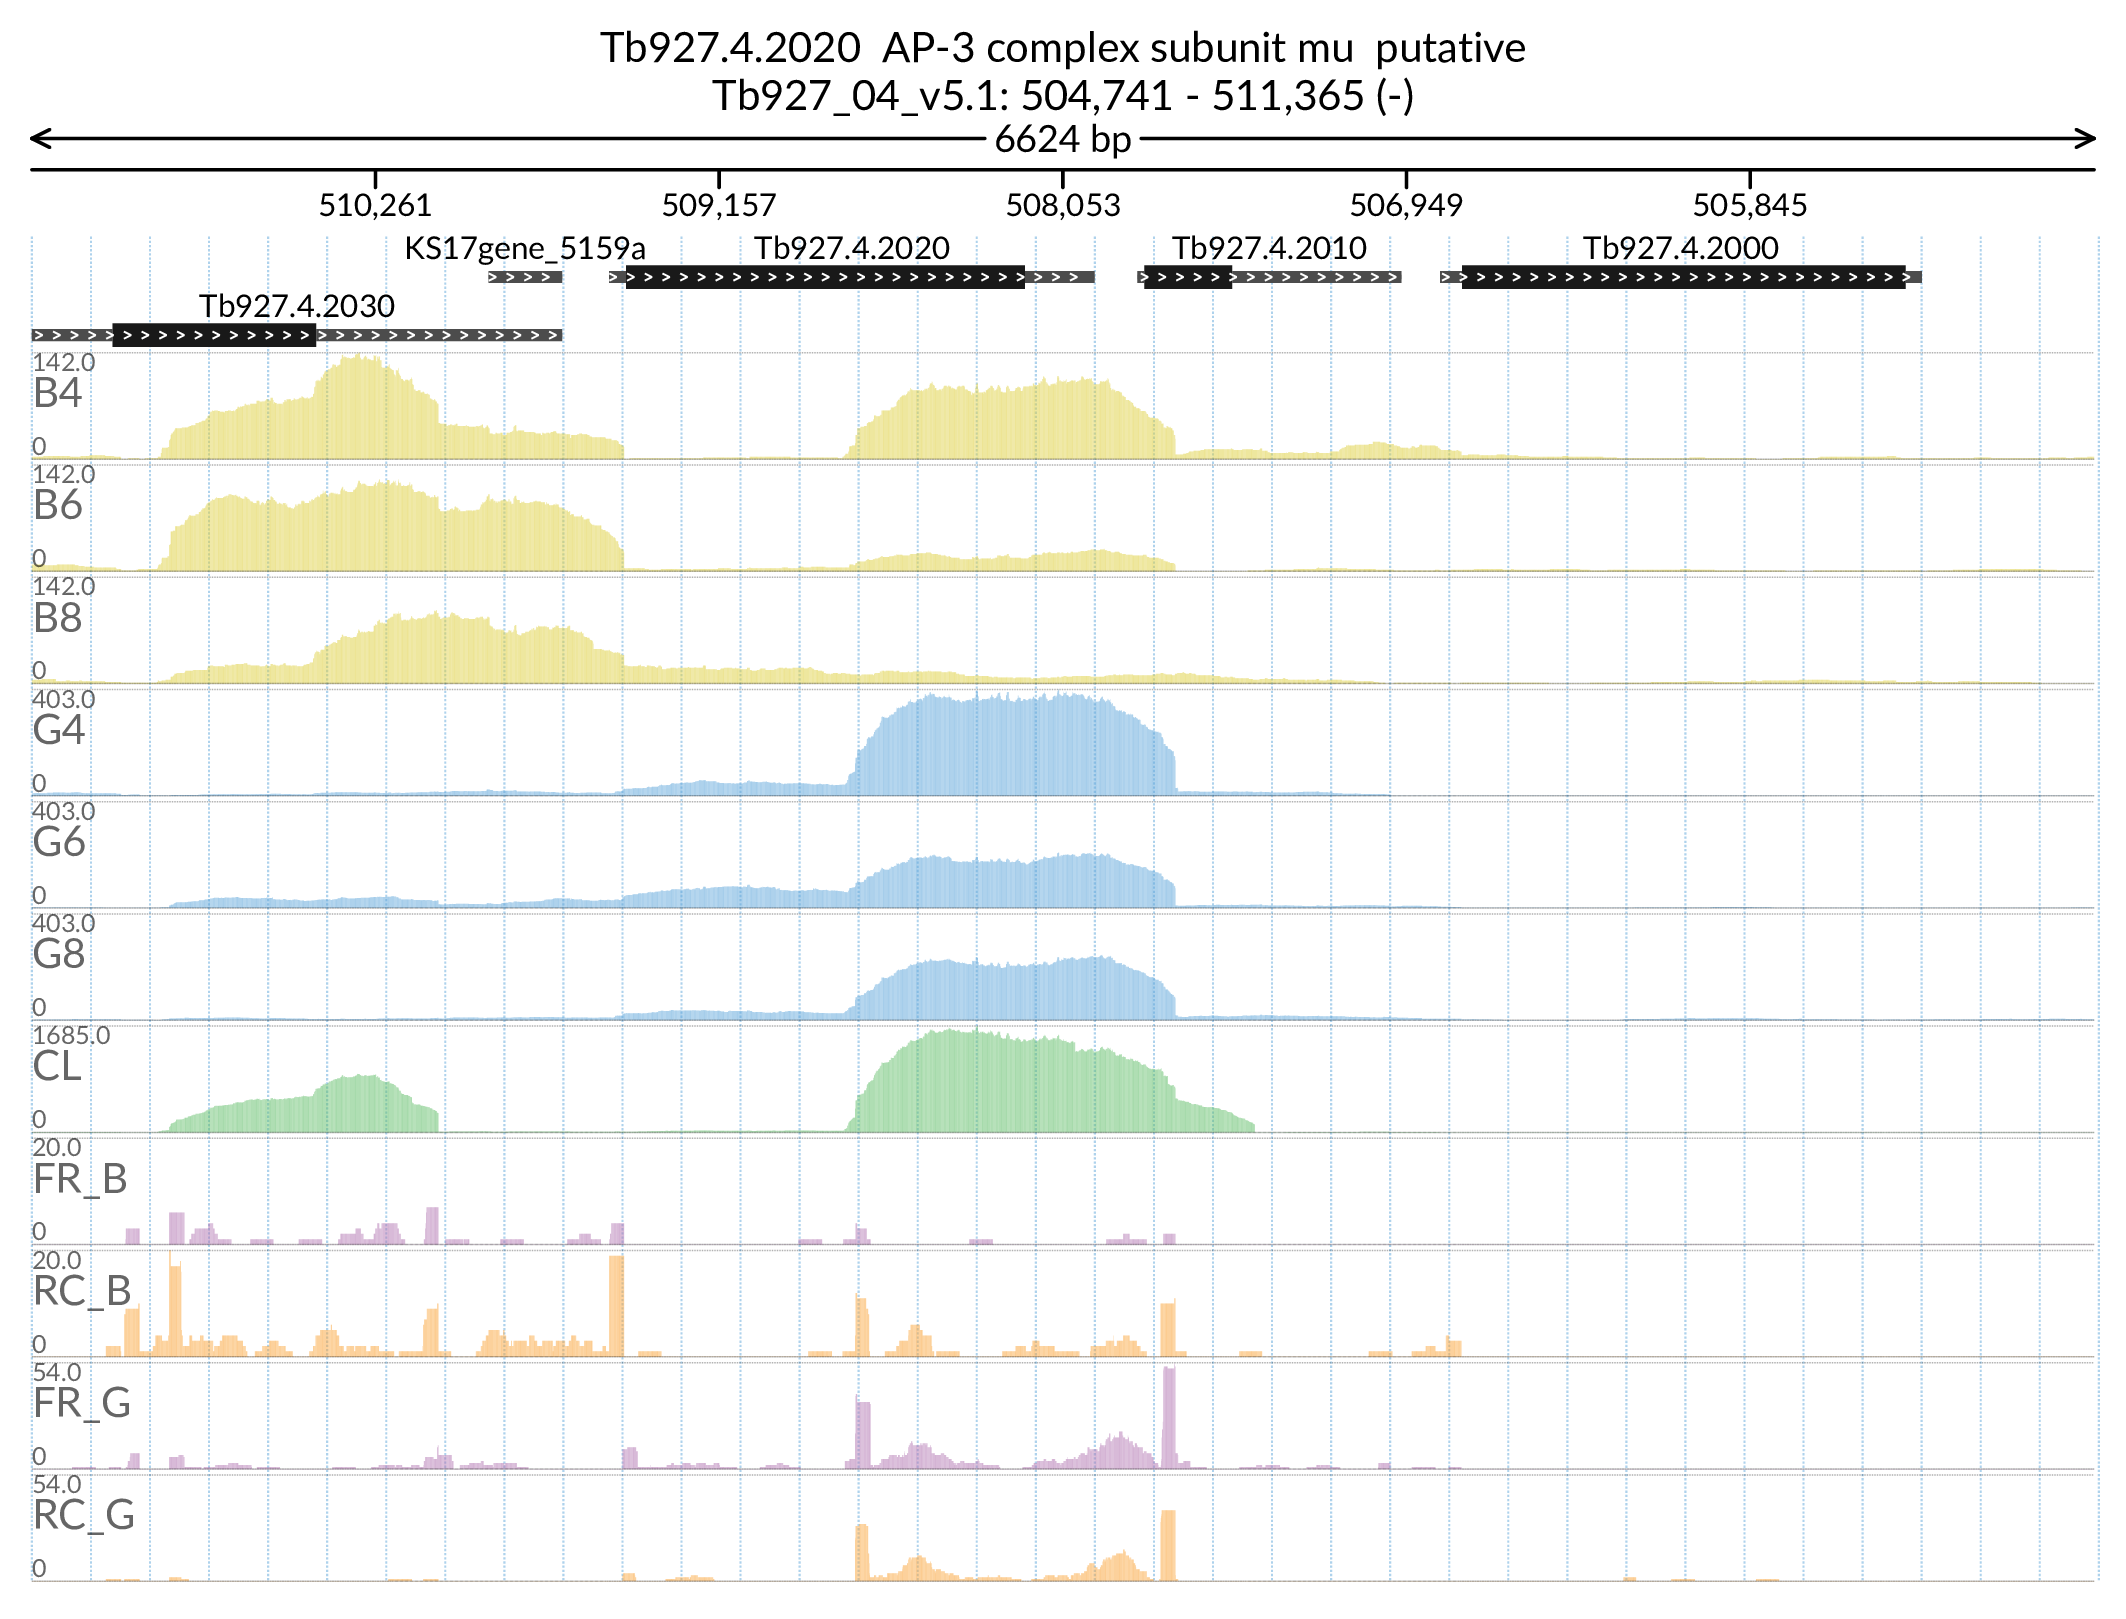 Tb927.4.2020  AP-3 complex subunit mu  putative
Tb927_04_v5.1: 504,741 - 511,365 (-)
6624 bp
510,261 509,157 508,053 506,949 505,845
KS17gene_5159a Tb927.4.2020 Tb927.4.2010 Tb927.4.2000
Tb927.4.2030
142.0
B4
0
142.0
B6
0
142.0
B8
0
403.0
G4
0
403.0
G6
0
403.0
G8
0
1685.0
CL
0
20.0
FR_B
0
20.0
RC_B
0
54.0
FR_G
0
54.0
RC_G
0